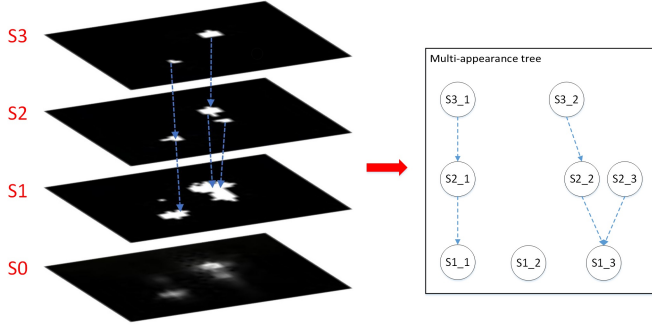 S3
S2
S1
S0
Multi-appearance tree
S3_1 S3_2
S2_1 S2_2 S2_3
S1_1 S1_2 S1_3